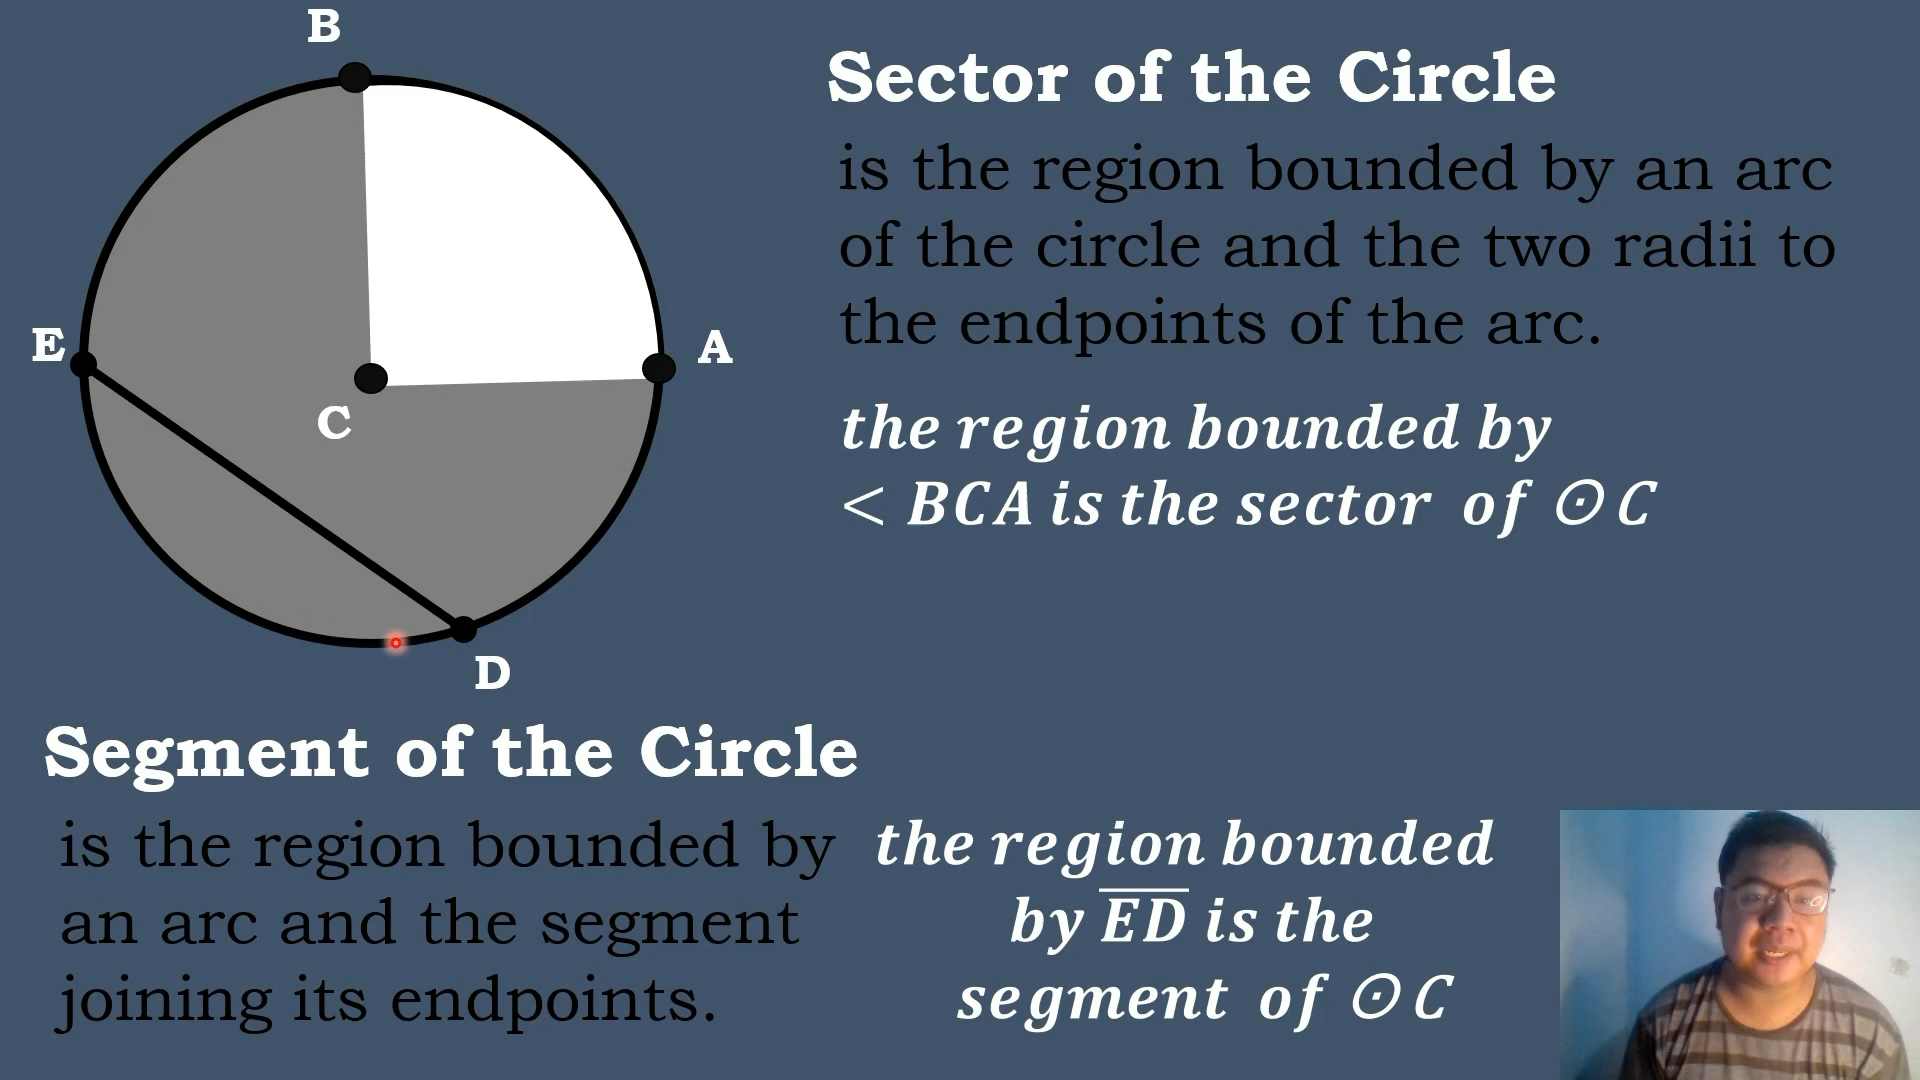 B
E
A
C
D
Sector of the Circle
is the region bounded by an arc
of the circle and the two radii to
the endpoints of the arc.
the region bounded by
< BCA is the sector of ⊙ C
Segment of the Circle
is the region bounded by
an arc and the segment
joining its endpoints.
the region bounded
by E̅D̅ is the
segment of ⊙ C